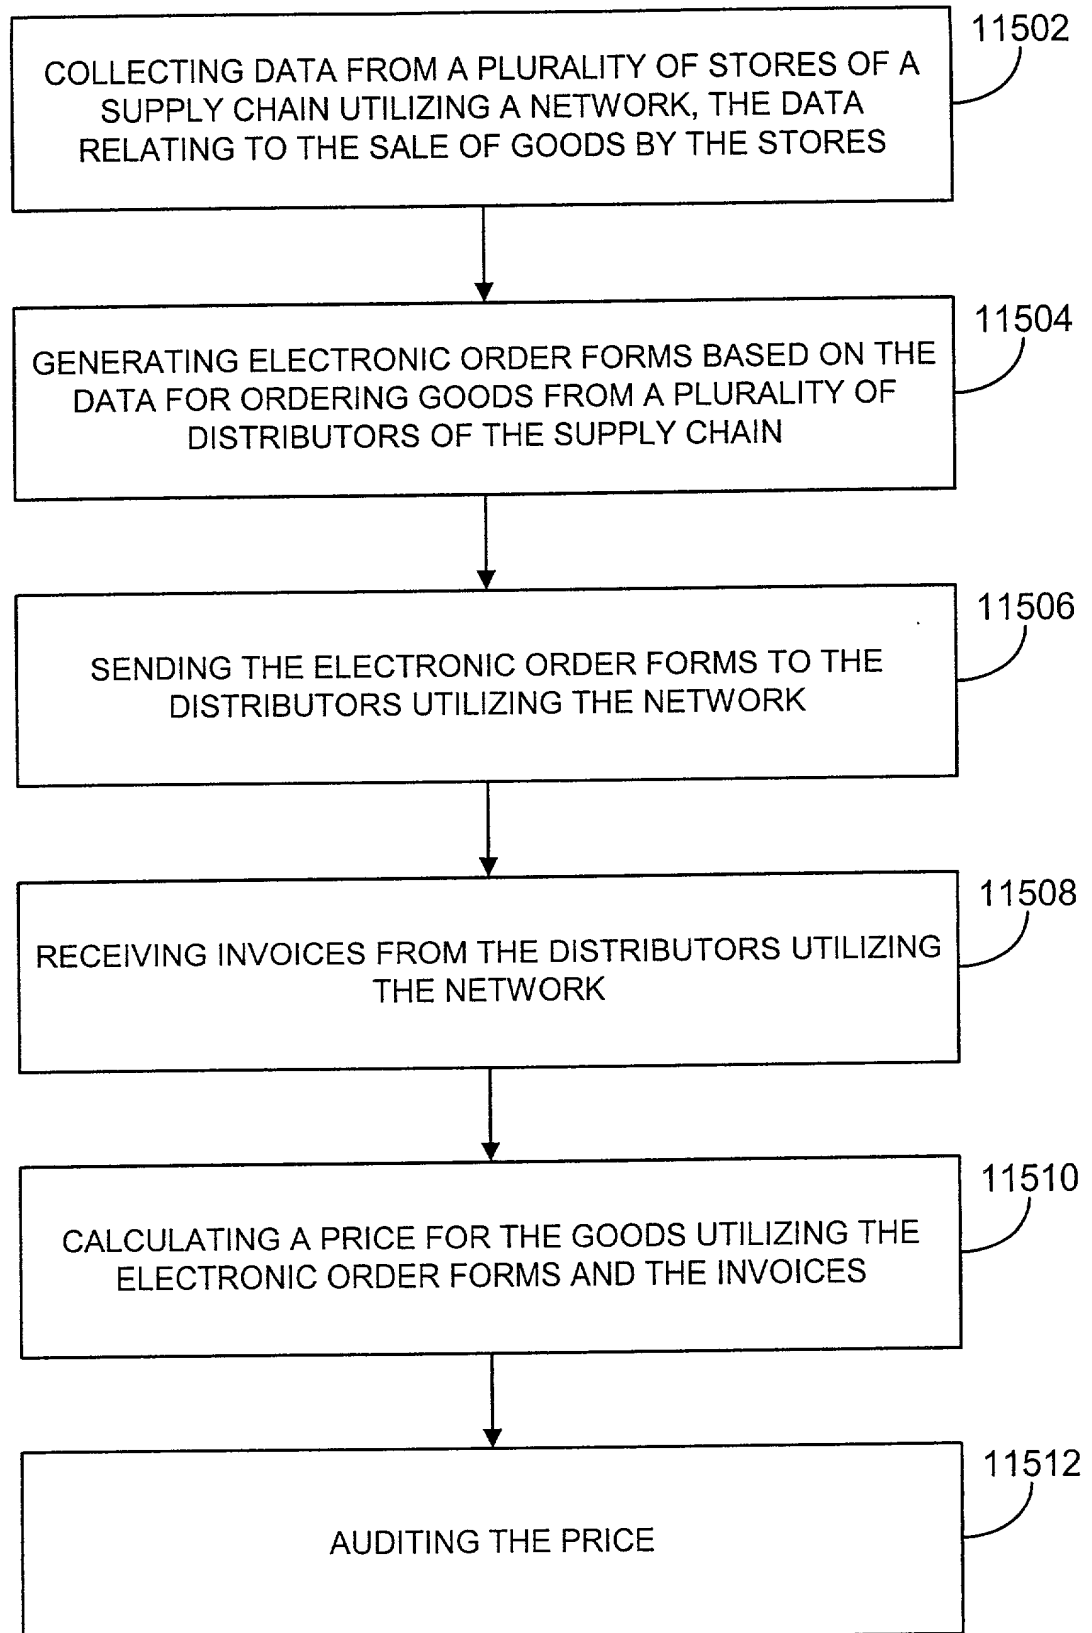 11502
COLLECTING DATA FROM A PLURALITY OF STORES OF A
SUPPLY CHAIN UTILIZING A NETWORK, THE DATA
RELATING TO THE SALE OF GOODS BY THE STORES
11504
GENERATING ELECTRONIC ORDER FORMS BASED ON THE
DATA FOR ORDERING GOODS FROM A PLURALITY OF
DISTRIBUTORS OF THE SUPPLY CHAIN
11506
SENDING THE ELECTRONIC ORDER FORMS TO THE
DISTRIBUTORS UTILIZING THE NETWORK
11508
RECEIVING INVOICES FROM THE DISTRIBUTORS UTILIZING
THE NETWORK
11510
CALCULATING A PRICE FOR THE GOODS UTILIZING THE
ELECTRONIC ORDER FORMS AND THE INVOICES
11512
AUDITING THE PRICE